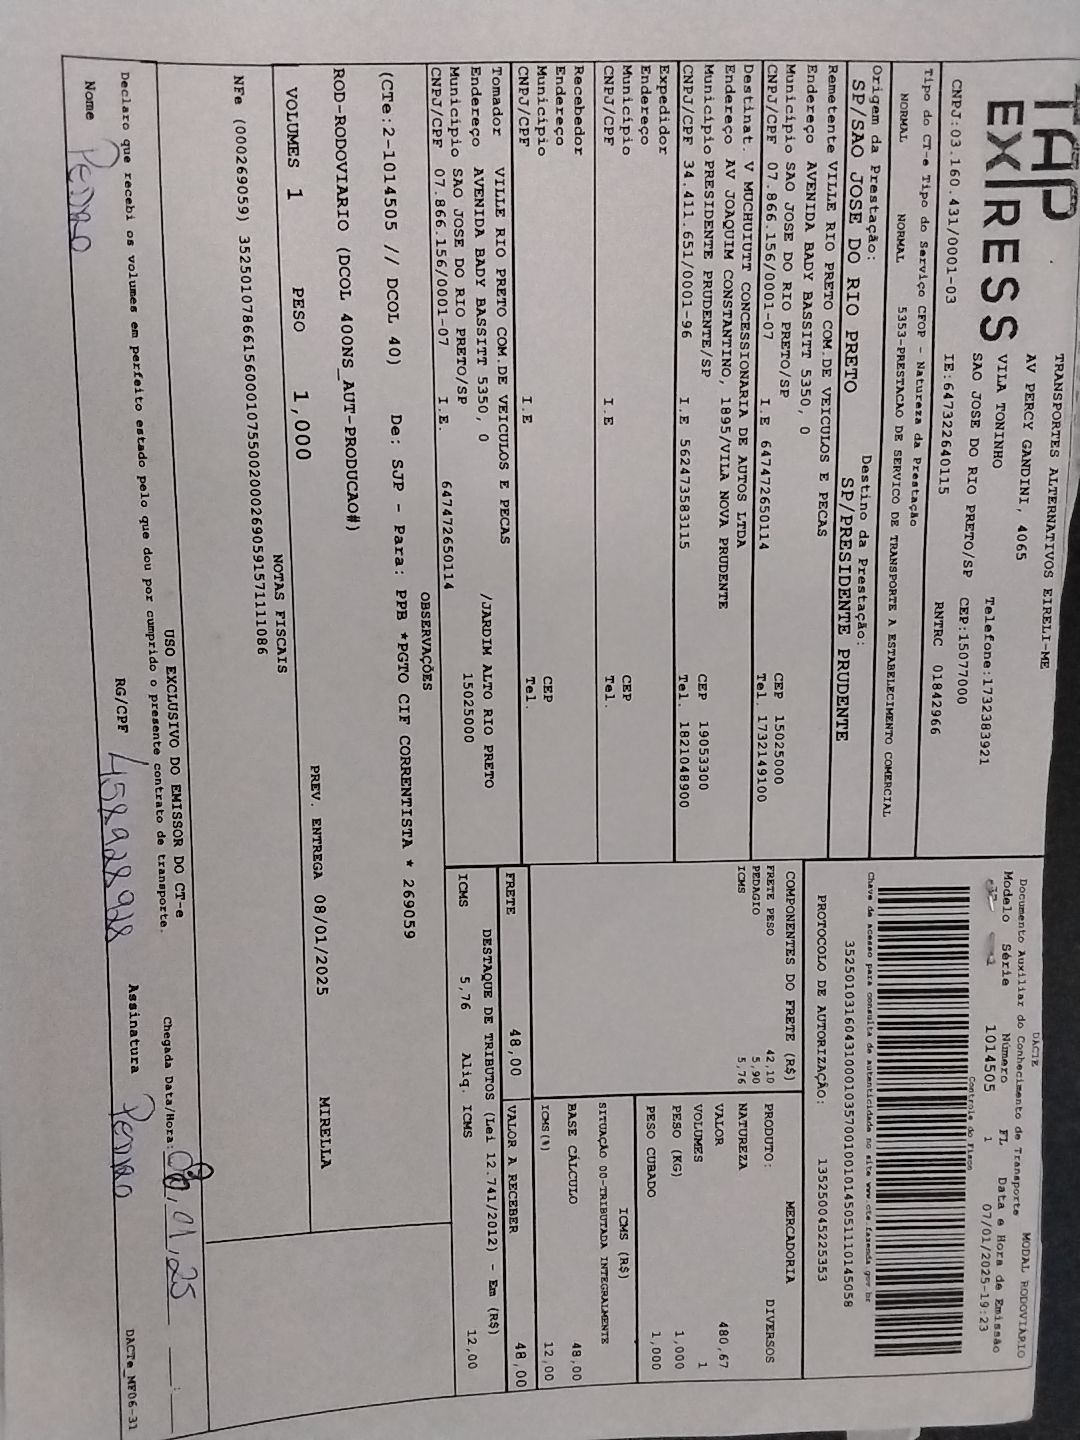 TAP
EXPRESS
TRANSPORTES ALTERNATIVOS EIRELI-ME
AV PERCY GANDINI, 4065
VILA TONINHO Telefone:1732383921
SAO JOSE DO RIO PRETO/SP CEP:15077000
CNPJ:03.160.431/0001-03 IE:647322640115 RNTRC 01842966
Tipo do CT-e Tipo do Serviço CFOP - Natureza da Prestação
NORMAL NORMAL 5353-PRESTACAO DE SERVICO DE TRANSPORTE A ESTABELECIMENTO COMERCIAL
Origem da Prestação: Destino da Prestação:
SP/SAO JOSE DO RIO PRETO SP/PRESIDENTE PRUDENTE
Remetente VILLE RIO PRETO COM.DE VEICULOS E PECAS
Endereço AVENIDA BADY BASSITT 5350, 0
Municipio SAO JOSE DO RIO PRETO/SP CEP 15025000
CNPJ/CPF 07.866.156/0001-07 I.E 647472650114 Tel. 1732149100
Destinat. V MUCHUIUTT CONCESSIONARIA DE AUTOS LTDA
Endereço AV JOAQUIM CONSTANTINO, 1895/VILA NOVA PRUDENTE
Municipio PRESIDENTE PRUDENTE/SP CEP 19053300
CNPJ/CPF 34.411.651/0001-96 I.E 562473583115 Tel. 1821048900
Expedidor
Endereço
Municipio CEP
CNPJ/CPF I.E Tel.
Recebedor
Endereço
Municipio CEP
CNPJ/CPF I.E Tel.
Tomador VILLE RIO PRETO COM.DE VEICULOS E PECAS
Endereço AVENIDA BADY BASSITT 5350, 0 /JARDIM ALTO RIO PRETO
Municipio SAO JOSE DO RIO PRETO/SP 15025000
CNPJ/CPF 07.866.156/0001-07 I.E. 647472650114
DACTE MODAL RODOVIÁRIO
Documento Auxiliar do Conhecimento de Transporte
Modelo Série Número FL Data e Hora de Emissão
1014505 1 07/01/2025-19:23
Controle do Fisco
Chave de acesso para consulta de autenticidade no site www.cte.fazenda.gov.br
35250103160431000103570010010145051110145058
PROTOCOLO DE AUTORIZAÇÃO: 135250045225353
COMPONENTES DO FRETE (R$)
FRETE PESO 42,10
PEDAGIO 5,90
ICMS 5,76
MERCADORIA
PRODUTO: DIVERSOS
NATUREZA
VALOR 480,67
VOLUMES 1
PESO (KG) 1,000
PESO CUBADO 1,000
ICMS (R$)
SITUAÇÃO 00-TRIBUTADA INTEGRALMENTE
BASE CÁLCULO 48,00
ICMS(%) 12,00
FRETE 48,00 VALOR A RECEBER 48,00
DESTAQUE DE TRIBUTOS (Lei 12.741/2012) - Em (R$)
ICMS 5,76 Aliq. ICMS 12,00
OBSERVAÇÕES
(CTe:2-1014505 // DCOL 40) De: SJP - Para: PPB *PGTO CIF CORRENTISTA * 269059
ROD-RODOVIARIO (DCOL 400NS_AUT-PRODUCAO#)
VOLUMES 1 PESO 1,000 PREV. ENTREGA 08/01/2025 MIRELLA
NOTAS FISCAIS
NFe (000269059) 35250107866156000107550020002690591571111086
USO EXCLUSIVO DO EMISSOR DO CT-e
Declaro que recebi os volumes em perfeito estado pelo que dou por cumprido o presente contrato de transporte.
Chegada Data/Hora: 08,01,25 :
Nome Pedro RG/CPF 458928928 Assinatura Pedro
DACTe_MF06-31